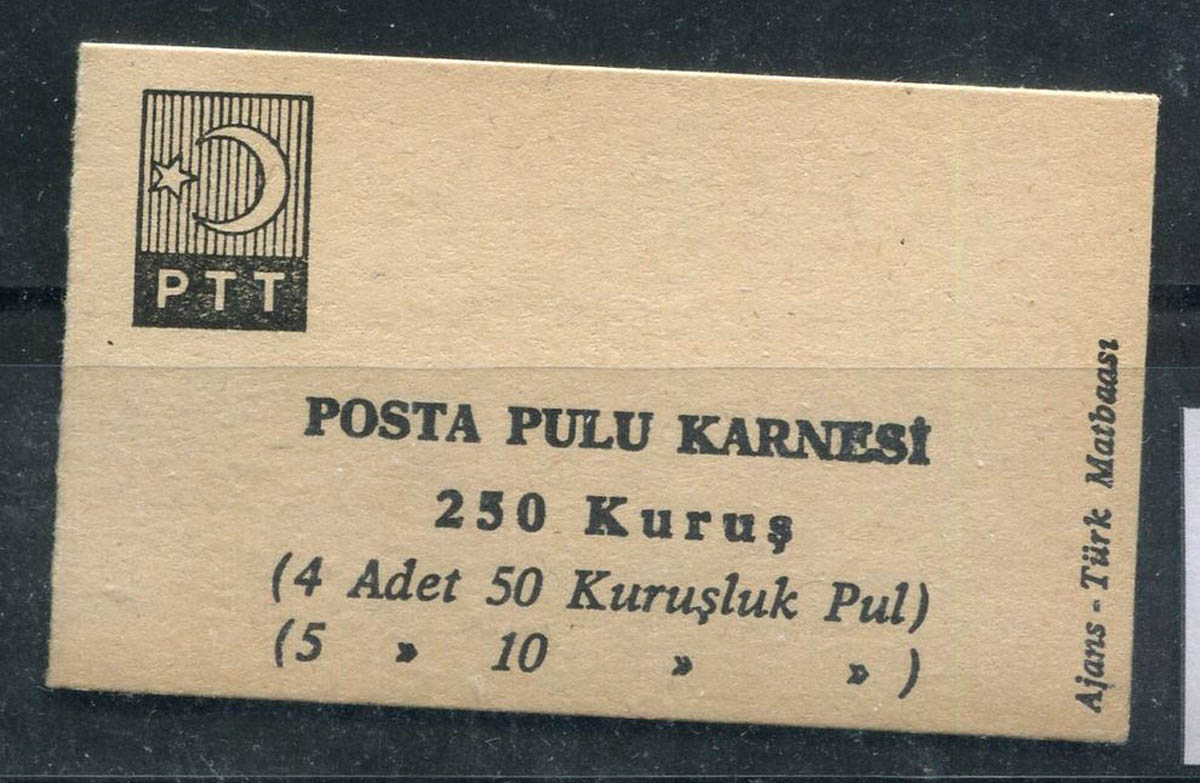 PTT
POSTA PULU KARNESİ
250 Kuruş
(4 Adet 50 Kuruşluk Pul)
(5 » 10 » » )
Ajans - Türk Matbaası